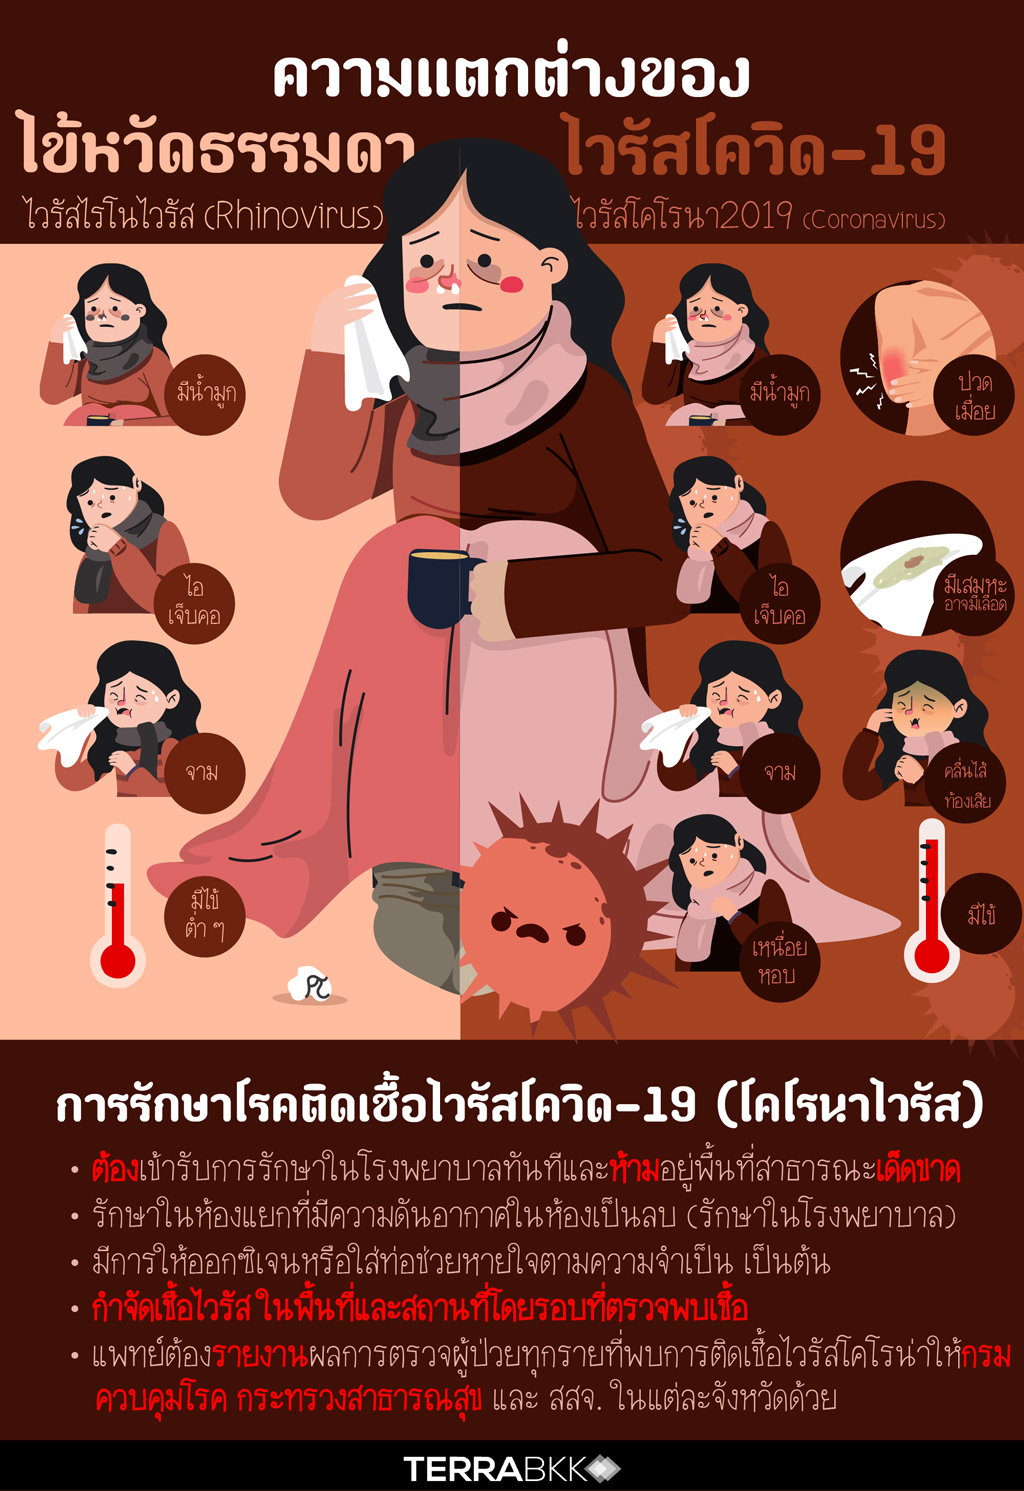 ความแตกต่างของ
ไข้หวัดธรรมดา
ไวรัสไรโนไวรัส (Rhinovirus)
ไวรัสโควิด-19
ไวรัสโคโรนา2019 (Coronavirus)
มีน้ำมูก
ไอ
เจ็บคอ
จาม
มีไข้
ต่ำ ๆ
มีน้ำมูก
ปวด
เมื่อย
ไอ
เจ็บคอ
มีเสมหะ
อาจมีเลือด
จาม
คลื่นไส้
ท้องเสีย
เหนื่อย
หอบ
มีไข้
การรักษาโรคติดเชื้อไวรัสโควิด-19 (โคโรนาไวรัส)
• ต้องเข้ารับการรักษาในโรงพยาบาลทันทีและห้ามอยู่พื้นที่สาธารณะเด็ดขาด
• รักษาในห้องแยกที่มีความดันอากาศในห้องเป็นลบ (รักษาในโรงพยาบาล)
• มีการให้ออกซิเจนหรือใส่ท่อช่วยหายใจตามความจำเป็น เป็นต้น
• กำจัดเชื้อไวรัส ในพื้นที่และสถานที่โดยรอบที่ตรวจพบเชื้อ
• แพทย์ต้องรายงานผลการตรวจผู้ป่วยทุกรายที่พบการติดเชื้อไวรัสโคโรน่าให้กรม
ควบคุมโรค กระทรวงสาธารณสุข และ สสจ. ในแต่ละจังหวัดด้วย
TERRABKK